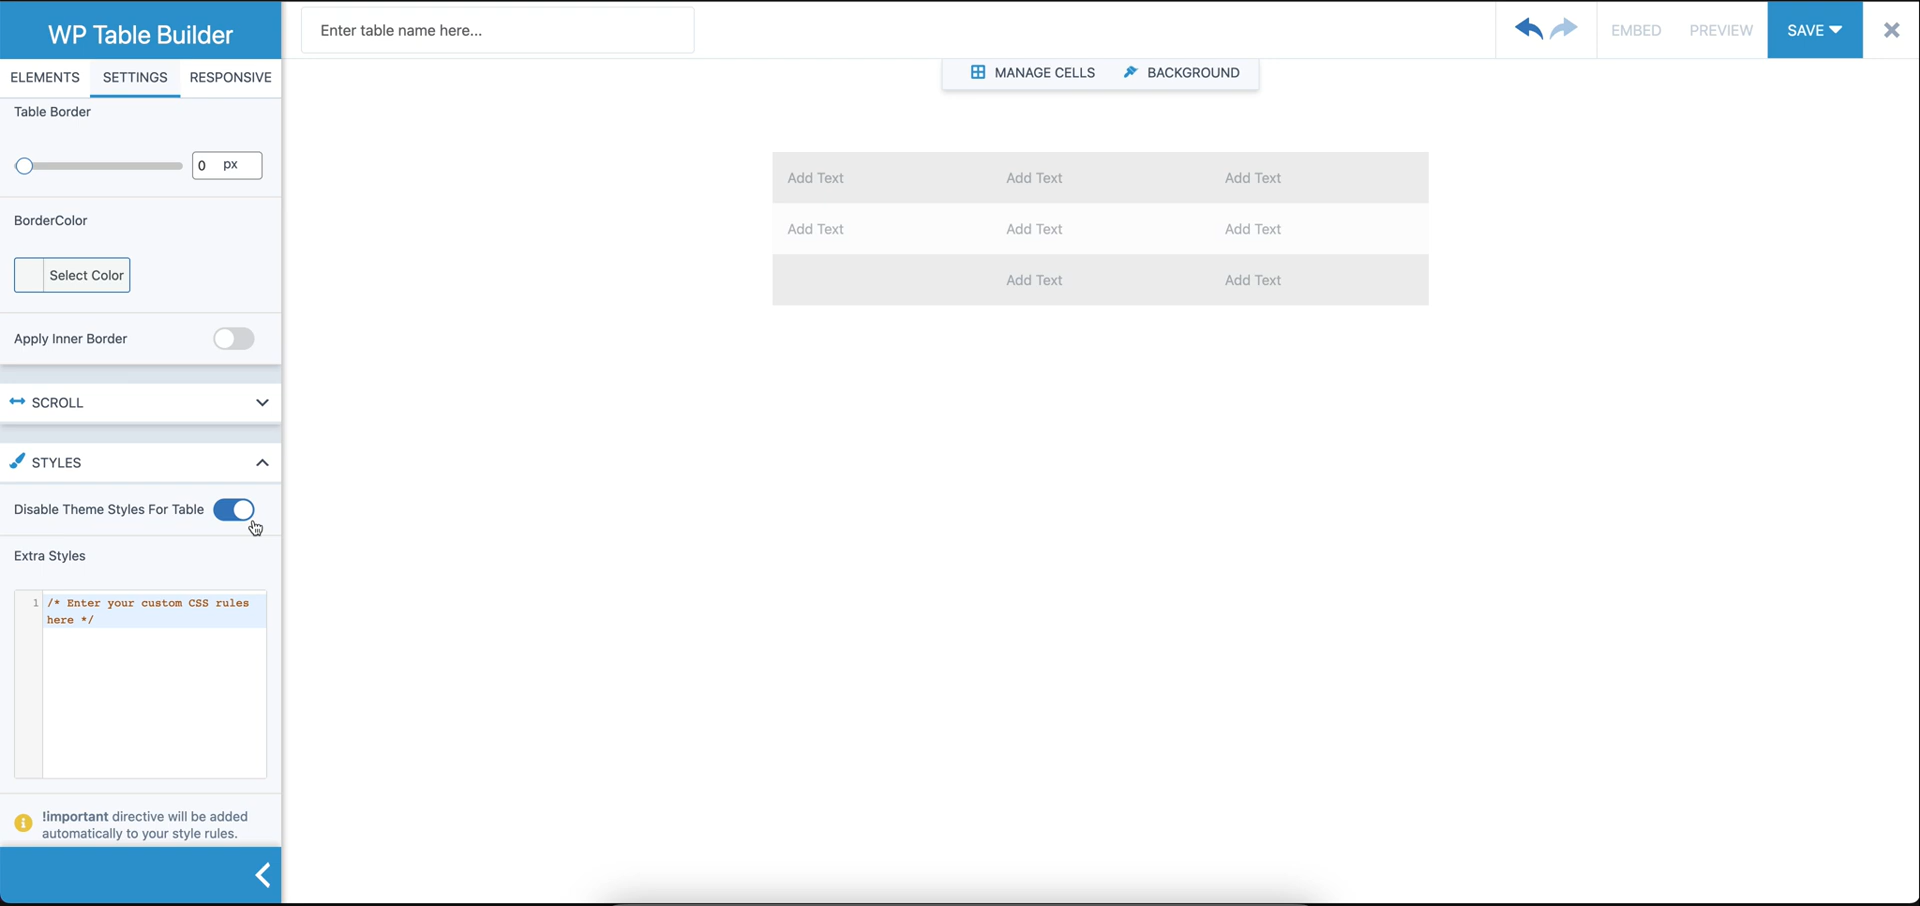 WP Table Builder
Enter table name here...
EMBED
PREVIEW
SAVE
ELEMENTS
SETTINGS
RESPONSIVE
MANAGE CELLS
BACKGROUND
Table Border
0 px
BorderColor
Select Color
Apply Inner Border
SCROLL
STYLES
Disable Theme Styles For Table
Extra Styles
1 /* Enter your custom CSS rules
here */
!important directive will be added
automatically to your style rules.
Add Text Add Text Add Text
Add Text Add Text Add Text
Add Text Add Text